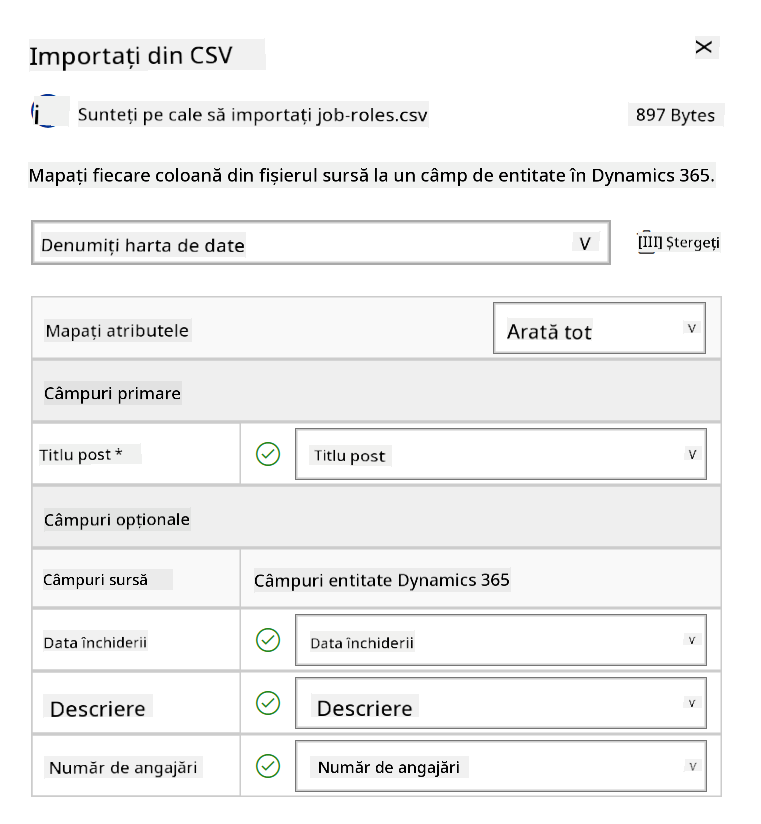 Importați din CSV
Sunteți pe cale să importați job-roles.csv 897 Bytes
Mapați fiecare coloană din fișierul sursă la un câmp de entitate în Dynamics 365.
Denumiți harta de date Ștergeți
Mapați atributele Arată tot
Câmpuri primare
Titlu post * Titlu post
Câmpuri opționale
Câmpuri sursă Câmpuri entitate Dynamics 365
Data închiderii Data închiderii
Descriere Descriere
Număr de angajări Număr de angajări